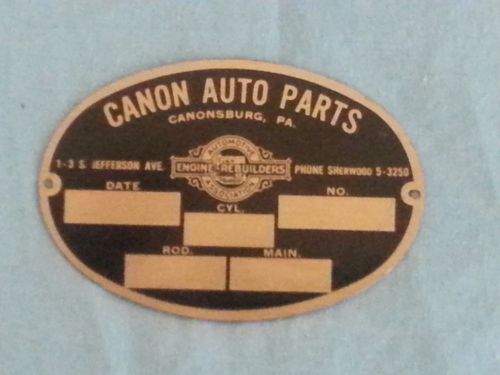 CANON AUTO PARTS
CANONSBURG, PA.
AUTOMOTIVE
1-3 S. JEFFERSON AVE. ENGINE REBUILDERS PHONE SHERWOOD 5-3250
ASSOCIATION
DATE NO.
CYL.
ROD. MAIN.